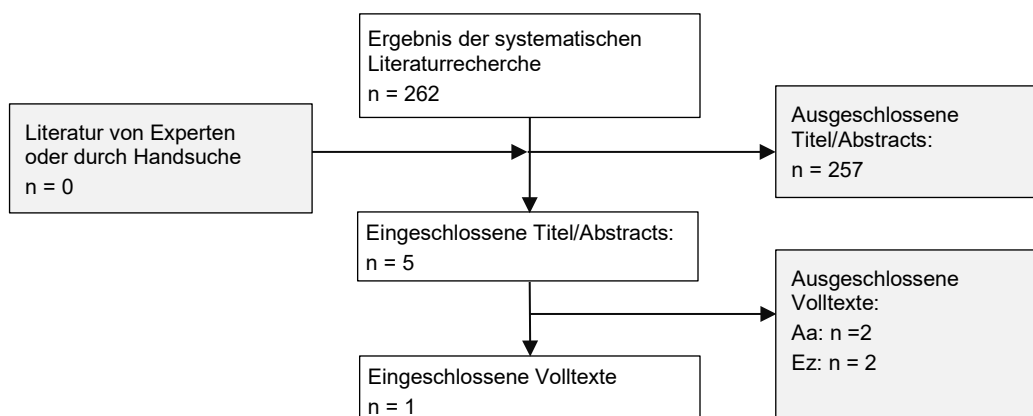 Ergebnis der systematischen
Literaturrecherche
n = 262
Literatur von Experten
oder durch Handsuche
n = 0
Ausgeschlossene
Titel/Abstracts:
n = 257
Eingeschlossene Titel/Abstracts:
n = 5
Ausgeschlossene
Volltexte:
Aa: n =2
Ez: n = 2
Eingeschlossene Volltexte
n = 1